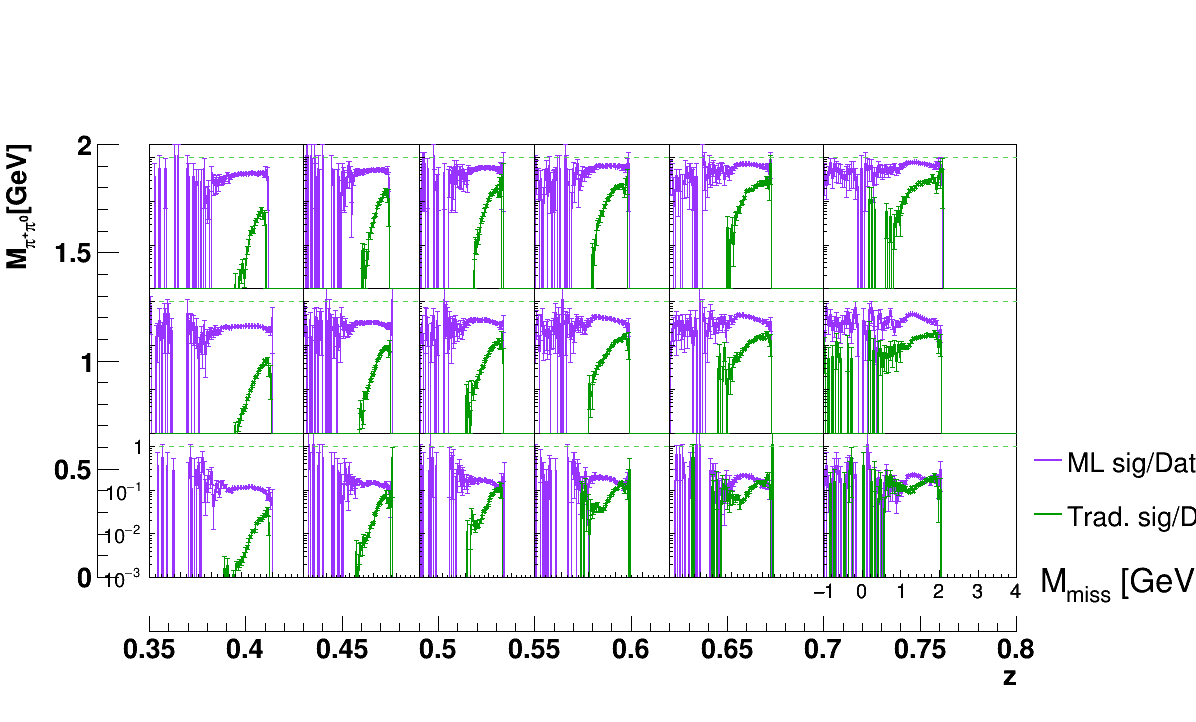 M_{π⁺π⁰}[GeV]
2
1.5
1
0.5
0
1
10⁻¹
10⁻²
10⁻³
ML sig/Dat
Trad. sig/D
−1 0 1 2 3 4
M_{miss} [GeV
0.35 0.4 0.45 0.5 0.55 0.6 0.65 0.7 0.75 0.8
z